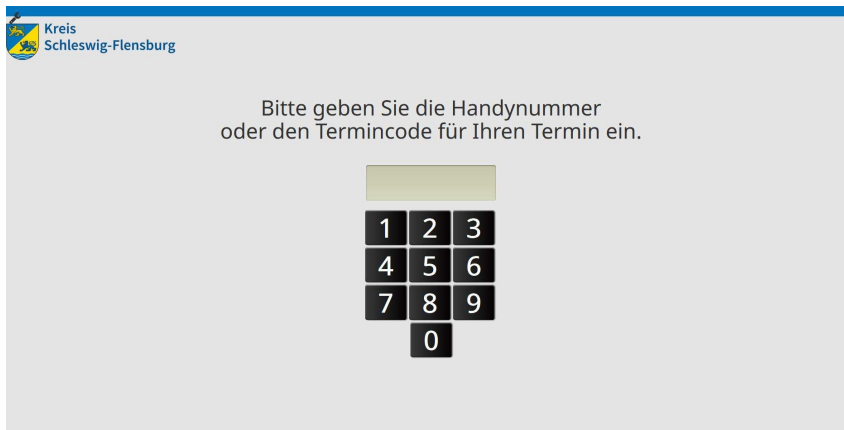 Kreis
Schleswig-Flensburg
Bitte geben Sie die Handynummer
oder den Termincode für Ihren Termin ein.
1 2 3
4 5 6
7 8 9
0